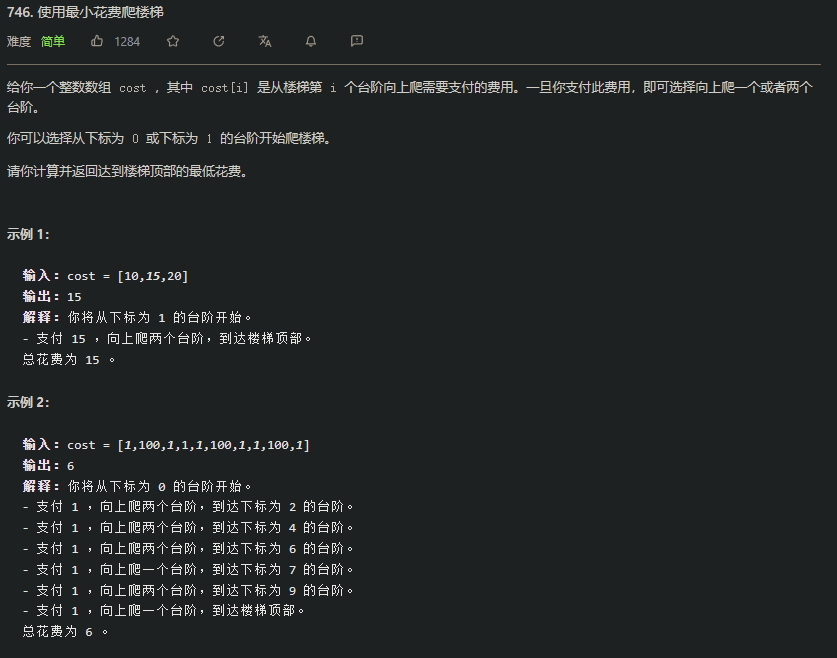 746. 使用最小花费爬楼梯
难度 简单 1284
给你一个整数数组 cost ，其中 cost[i] 是从楼梯第 i 个台阶向上爬需要支付的费用。一旦你支付此费用，即可选择向上爬一个或者两个
台阶。
你可以选择从下标为 0 或下标为 1 的台阶开始爬楼梯。
请你计算并返回达到楼梯顶部的最低花费。
示例 1：
输入：cost = [10,15,20]
输出：15
解释：你将从下标为 1 的台阶开始。
- 支付 15 ，向上爬两个台阶，到达楼梯顶部。
总花费为 15 。
示例 2：
输入：cost = [1,100,1,1,1,100,1,1,100,1]
输出：6
解释：你将从下标为 0 的台阶开始。
- 支付 1 ，向上爬两个台阶，到达下标为 2 的台阶。
- 支付 1 ，向上爬两个台阶，到达下标为 4 的台阶。
- 支付 1 ，向上爬两个台阶，到达下标为 6 的台阶。
- 支付 1 ，向上爬一个台阶，到达下标为 7 的台阶。
- 支付 1 ，向上爬两个台阶，到达下标为 9 的台阶。
- 支付 1 ，向上爬一个台阶，到达楼梯顶部。
总花费为 6 。